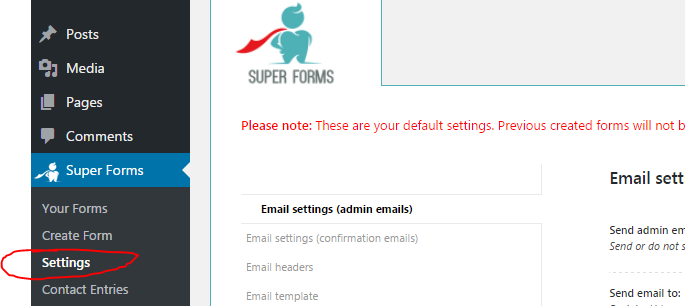 Posts
Media
Pages
Comments
Super Forms
Your Forms
Create Form
Settings
Contact Entries
SUPER FORMS
Please note: These are your default settings. Previous created forms will not b
Email settings (admin emails)
Email settings (confirmation emails)
Email headers
Email template
Email sett
Send admin em
Send or do not s
Send email to: